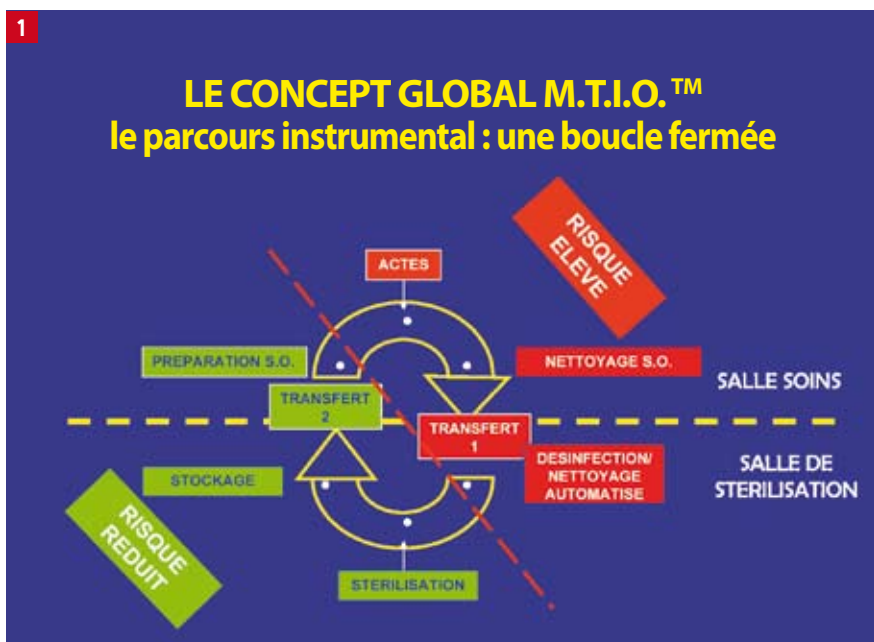 1
LE CONCEPT GLOBAL M.T.I.O.™
le parcours instrumental : une boucle fermée
RISQUE
ELEVE
ACTES
PREPARATION S.O.
NETTOYAGE S.O.
SALLE SOINS
TRANSFERT
2
TRANSFERT
1
DESINFECTION/
NETTOYAGE
AUTOMATISE
SALLE DE
STERILISATION
STOCKAGE
RISQUE
REDUIT
STERILISATION